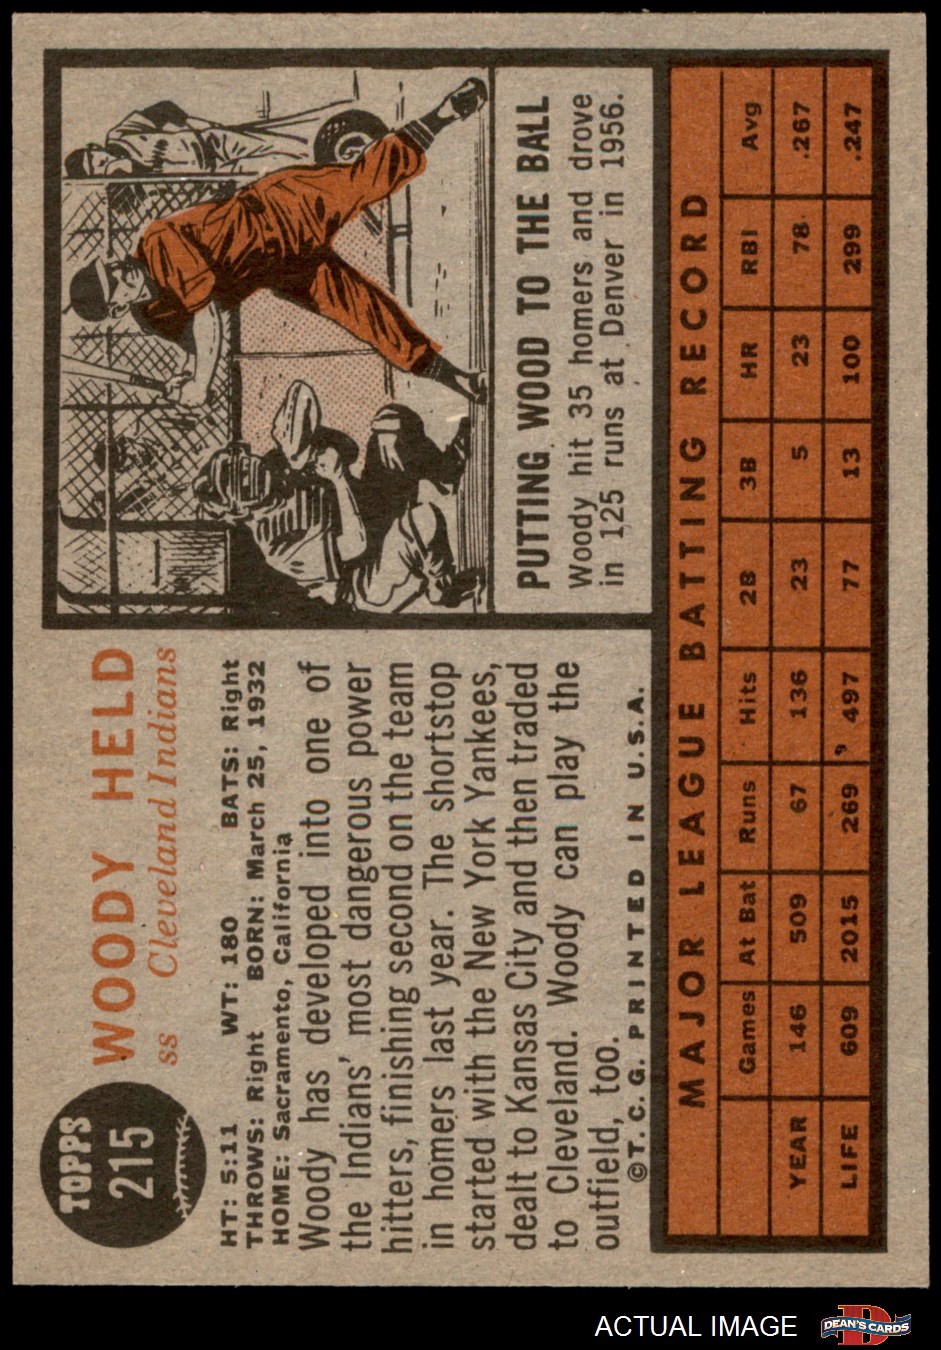 TOPPS
215
WOODY HELD
ss Cleveland Indians
HT: 5:11 WT: 180 BATS: Right
THROWS: Right BORN: March 25, 1932
HOME: Sacramento, California
Woody has developed into one of
the Indians' most dangerous power
hitters, finishing second on the team
in homers last year. The shortstop
started with the New York Yankees,
dealt to Kansas City and then traded
to Cleveland. Woody can play the
outfield, too.
©T. C. G. PRINTED IN U.S.A.
PUTTING WOOD TO THE BALL
Woody hit 35 homers and drove
in 125 runs at Denver in 1956.
MAJOR LEAGUE BATTING RECORD
Games At Bat Runs Hits 2B 3B HR RBI Avg
YEAR 146 509 67 136 23 5 23 78 .267
LIFE 609 2015 269 497 77 13 100 299 .247
ACTUAL IMAGE
DEAN'S CARDS